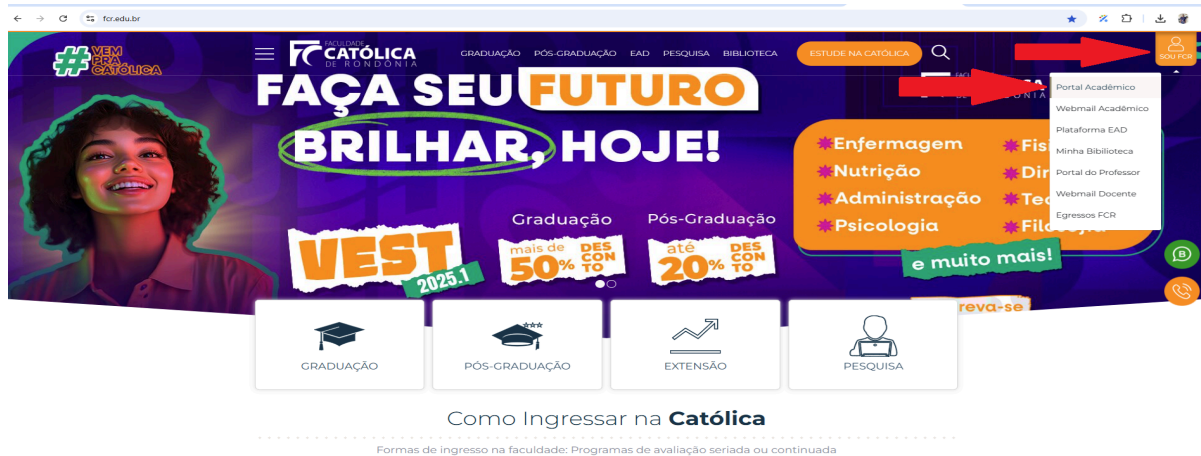 fcr.edu.br
#VEM
PRA
CATÓLICA
FACULDADE
CATÓLICA
DE RONDÔNIA
GRADUAÇÃO PÓS-GRADUAÇÃO EAD PESQUISA BIBLIOTECA ESTUDE NA CATÓLICA
SOU FCR
Portal Acadêmico
Webmail Acadêmico
Plataforma EAD
Minha Bibilioteca
Portal do Professor
Webmail Docente
Egressos FCR
FAÇA SEU FUTURO
BRILHAR, HOJE!
Enfermagem
Nutrição
Administração
Psicologia
e muito mais!
VEST
2025.1
Graduação
mais de
50% DESCONTO
Pós-Graduação
até
20% DESCONTO
GRADUAÇÃO
PÓS-GRADUAÇÃO
EXTENSÃO
PESQUISA
Como Ingressar na Católica
Formas de ingresso na faculdade: Programas de avaliação seriada ou continuada